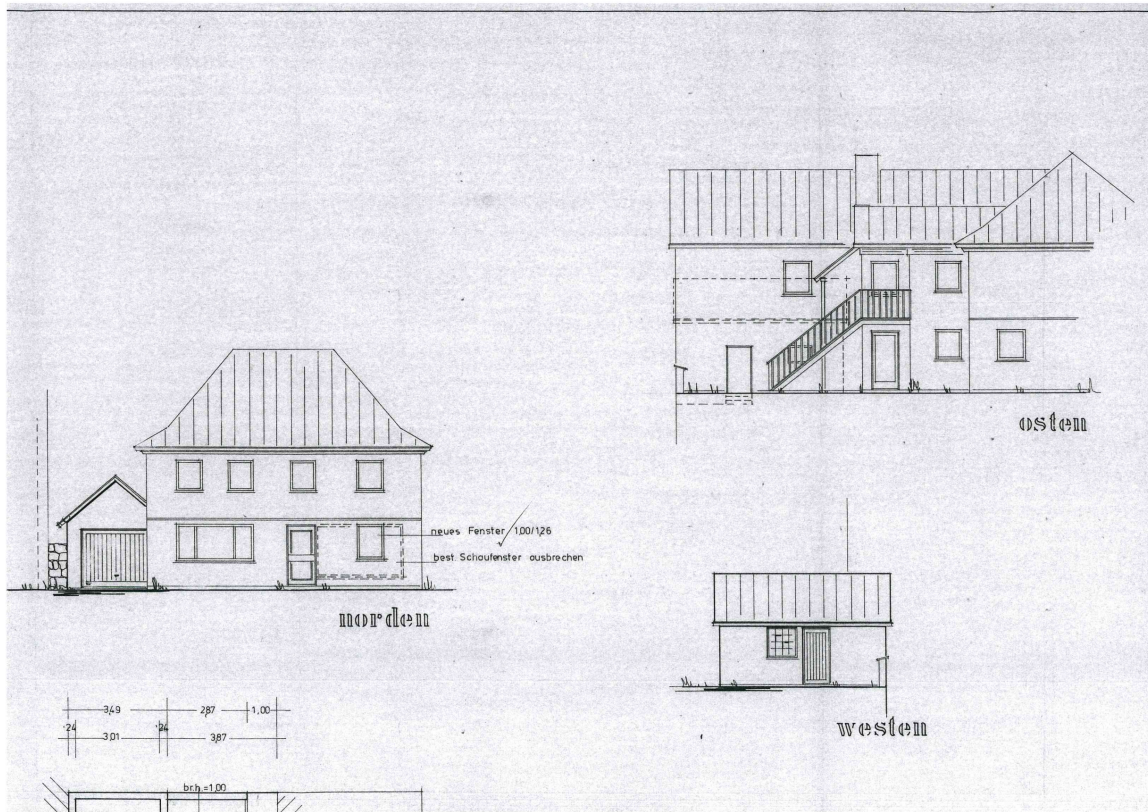 osten
neues Fenster 1,00/1,26
best. Schaufenster ausbrechen
norden
westen
3,49 2,87 1,00
24 3,01 24 3,87
br.h.=1,00